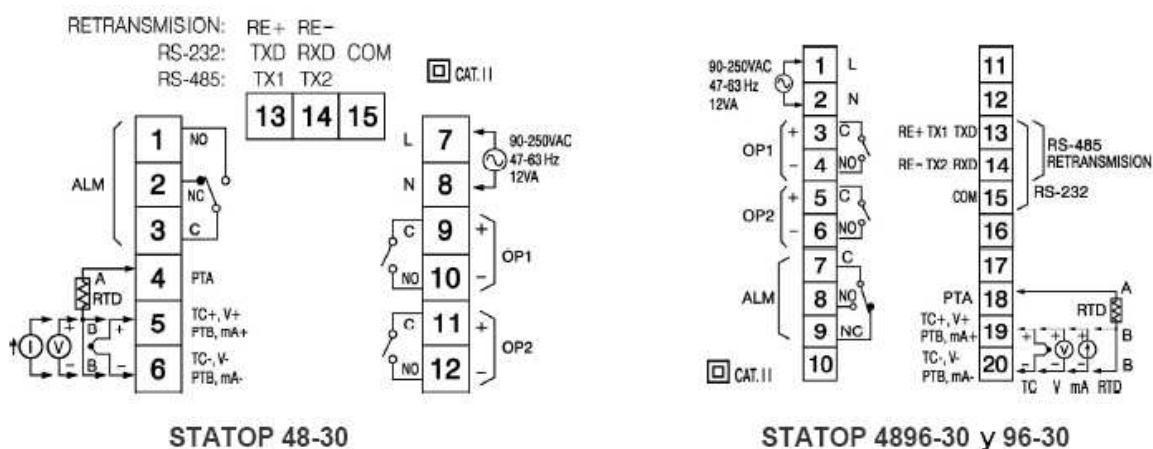 RETRANSMISION: RE+ RE-
RS-232: TXD RXD COM
RS-485: TX1 TX2
13 14 15
CAT. II
ALM
1 NO
2 NC
3 C
4 PTA
A
RTD
5 TC+, V+
PTB, mA+
6 TC-, V-
PTB, mA-
I V + - B B + -
L 7
N 8
90-250VAC
47-63 Hz
12VA
C 9 +
NO 10 -
OP1
C 11 +
NO 12 -
OP2
STATOP 48-30
90-250VAC
47-63 Hz
12VA
1 L
2 N
OP1
+ 3 C
- 4 NO
OP2
+ 5 C
- 6 NO
ALM
7 C
8 NO
9 NC
10
CAT. II
11
12
RE+ TX1 TXD 13
RE- TX2 RXD 14
COM 15
RS-485
RETRANSMISION
RS-232
16
17
PTA 18
A
RTD
TC+, V+
PTB, mA+ 19
TC-, V-
PTB, mA- 20
+ + + B
V
- - - B
TC V mA RTD
STATOP 4896-30 y 96-30